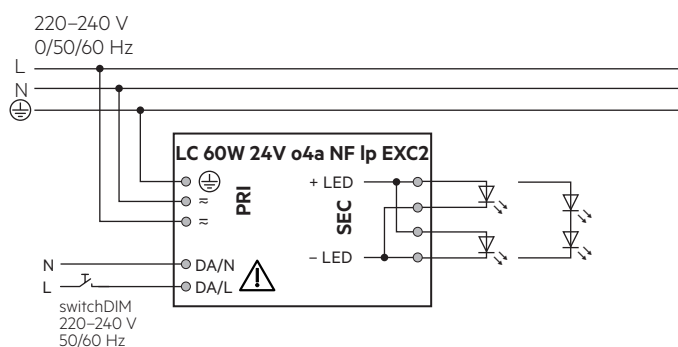 220–240 V
0/50/60 Hz
L
N
LC 60W 24V o4a NF lp EXC2
+ LED
≂
PRI
SEC
≂
– LED
N
DA/N
L
DA/L
switchDIM
220–240 V
50/60 Hz